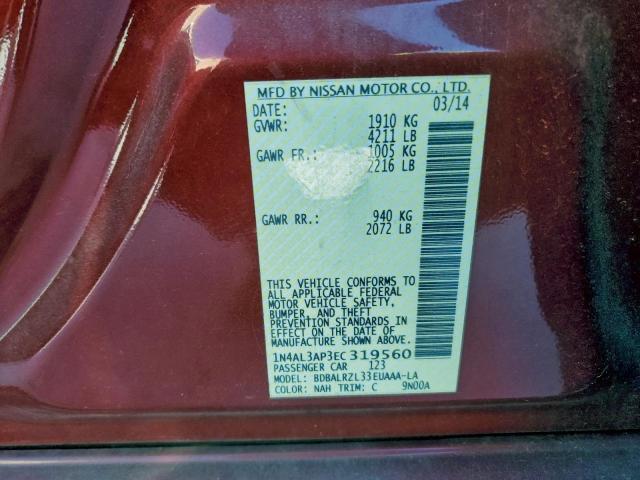 MFD BY NISSAN MOTOR CO., LTD.
DATE: 03/14
GVWR: 1910 KG
4211 LB
GAWR FR.: 1005 KG
2216 LB
GAWR RR.: 940 KG
2072 LB
THIS VEHICLE CONFORMS TO
ALL APPLICABLE FEDERAL
MOTOR VEHICLE SAFETY,
BUMPER, AND THEFT
PREVENTION STANDARDS IN
EFFECT ON THE DATE OF
MANUFACTURE SHOWN ABOVE.
1N4AL3AP3EC319560
PASSENGER CAR 123
MODEL: BDBALRZL33EUAAA-LA
COLOR: NAH TRIM: C 9N00A